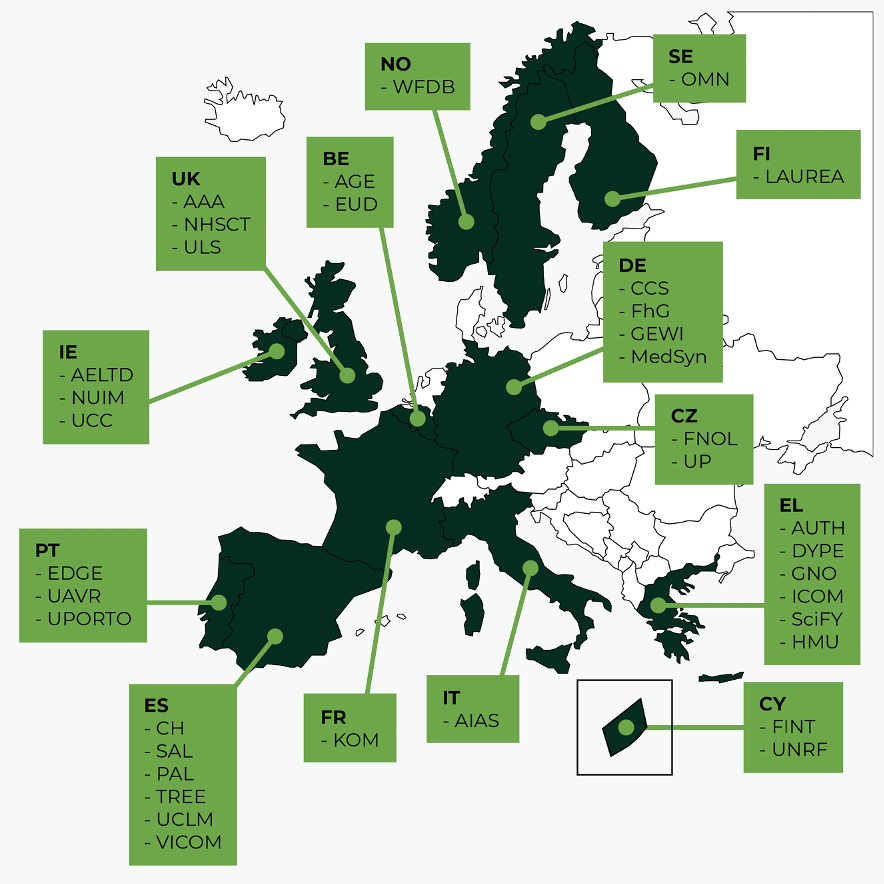 NO
- WFDB
SE
- OMN
BE
- AGE
- EUD
FI
- LAUREA
UK
- AAA
- NHSCT
- ULS
DE
- CCS
- FhG
- GEWI
- MedSyn
IE
- AELTD
- NUIM
- UCC
CZ
- FNOL
- UP
EL
- AUTH
- DYPE
- GNO
- ICOM
- SciFY
- HMU
PT
- EDGE
- UAVR
- UPORTO
ES
- CH
- SAL
- PAL
- TREE
- UCLM
- VICOM
FR
- KOM
IT
- AIAS
CY
- FINT
- UNRF